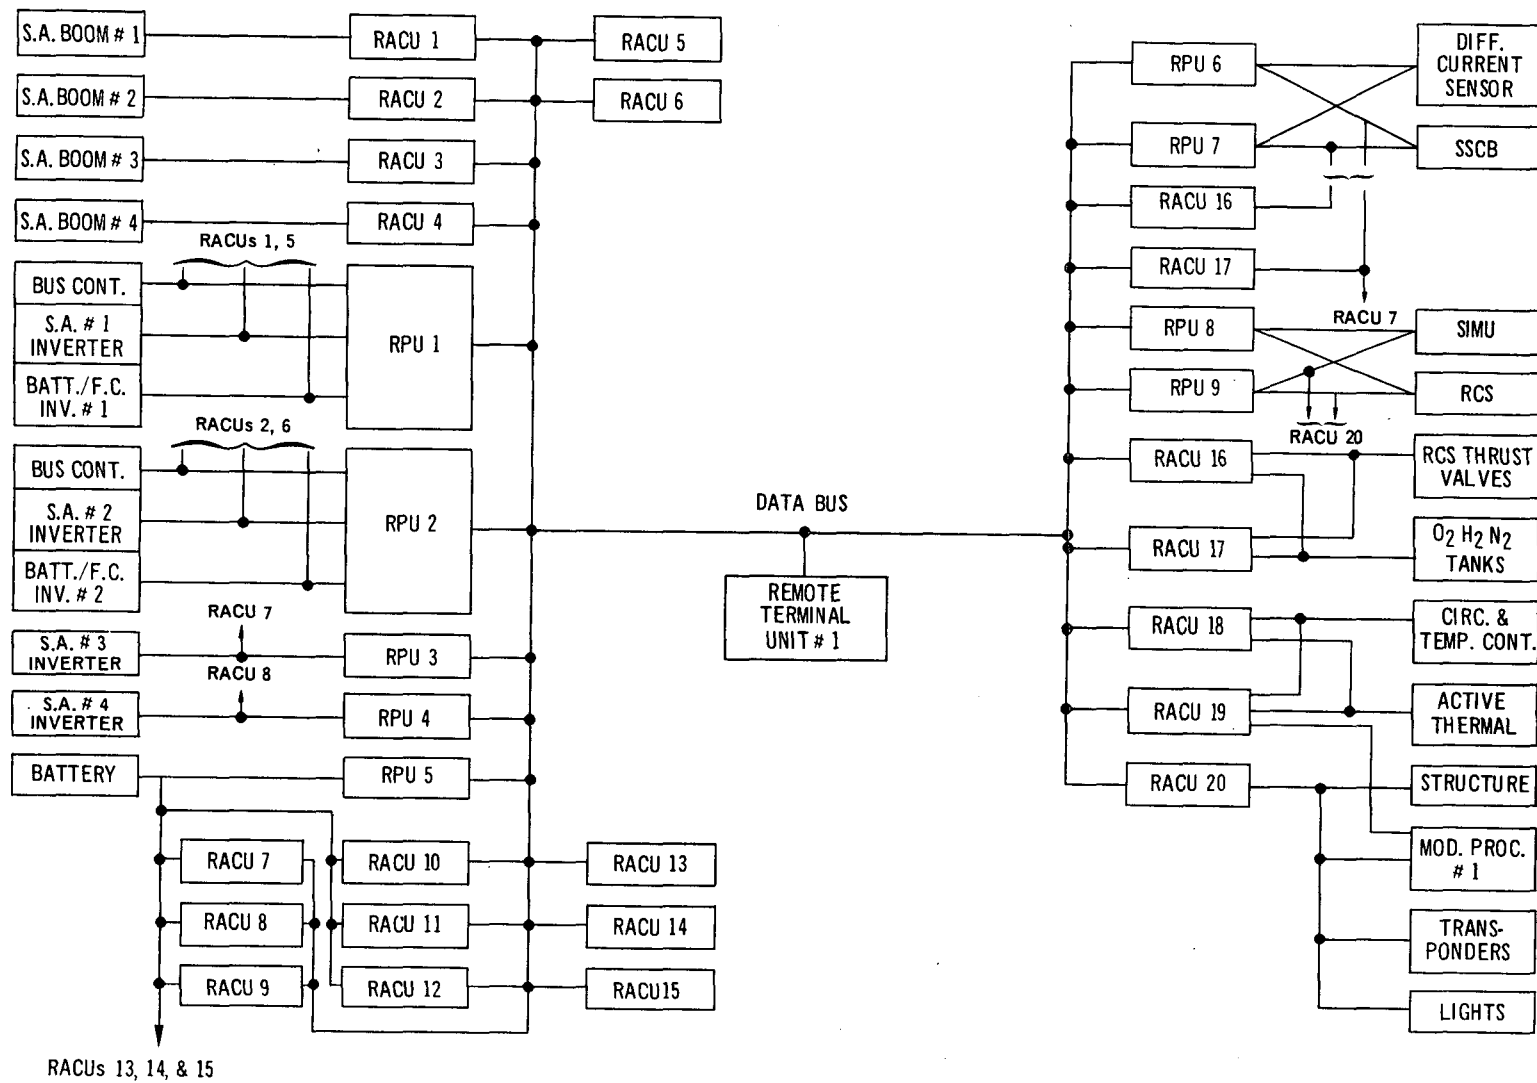 S.A. BOOM # 1
RACU 1
RACU 5
S.A. BOOM # 2
RACU 2
RACU 6
S.A. BOOM # 3
RACU 3
S.A. BOOM # 4
RACU 4
RACUs 1, 5
BUS CONT.
S.A. # 1
INVERTER
BATT./F.C.
INV. # 1
RPU 1
RACUs 2, 6
BUS CONT.
S.A. # 2
INVERTER
BATT./F.C.
INV. # 2
RPU 2
RACU 7
S.A. # 3
INVERTER
RPU 3
RACU 8
S.A. # 4
INVERTER
RPU 4
BATTERY
RPU 5
RACU 7
RACU 10
RACU 13
RACU 8
RACU 11
RACU 14
RACU 9
RACU 12
RACU15
RACUs 13, 14, & 15
DATA BUS
REMOTE
TERMINAL
UNIT # 1
RPU 6
DIFF.
CURRENT
SENSOR
RPU 7
SSCB
RACU 16
RACU 17
RACU 7
RPU 8
SIMU
RPU 9
RCS
RACU 20
RACU 16
RCS THRUST
VALVES
RACU 17
O2 H2 N2
TANKS
RACU 18
CIRC. &
TEMP. CONT.
RACU 19
ACTIVE
THERMAL
RACU 20
STRUCTURE
MOD. PROC.
# 1
TRANS-
PONDERS
LIGHTS